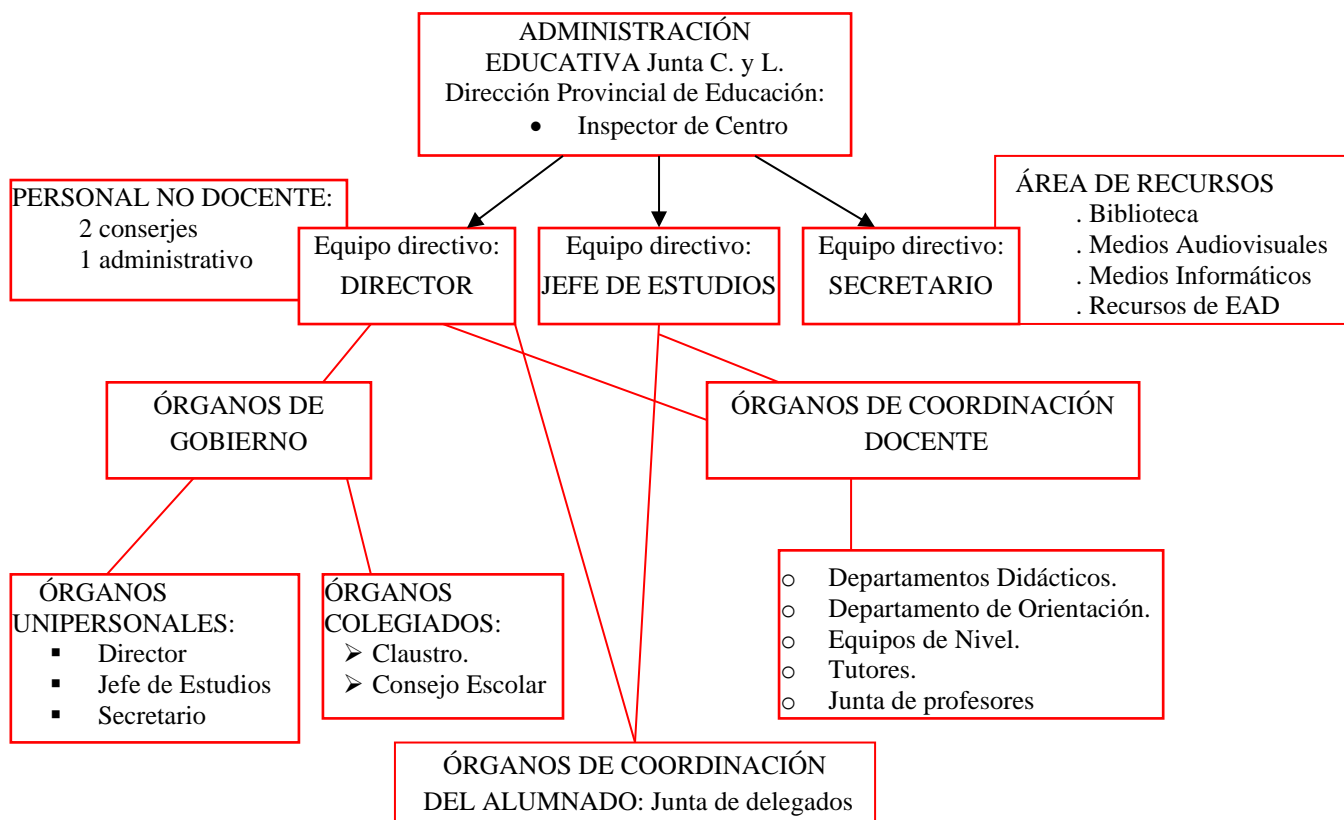 ADMINISTRACIÓN
EDUCATIVA Junta C. y L.
Dirección Provincial de Educación:
• Inspector de Centro
PERSONAL NO DOCENTE:
2 conserjes
1 administrativo
Equipo directivo:
DIRECTOR
Equipo directivo:
JEFE DE ESTUDIOS
Equipo directivo:
SECRETARIO
ÁREA DE RECURSOS
. Biblioteca
. Medios Audiovisuales
. Medios Informáticos
. Recursos de EAD
ÓRGANOS DE
GOBIERNO
ÓRGANOS DE COORDINACIÓN
DOCENTE
ÓRGANOS
UNIPERSONALES:
▪ Director
▪ Jefe de Estudios
▪ Secretario
ÓRGANOS
COLEGIADOS:
➢ Claustro.
➢ Consejo Escolar
o Departamentos Didácticos.
o Departamento de Orientación.
o Equipos de Nivel.
o Tutores.
o Junta de profesores
ÓRGANOS DE COORDINACIÓN
DEL ALUMNADO: Junta de delegados